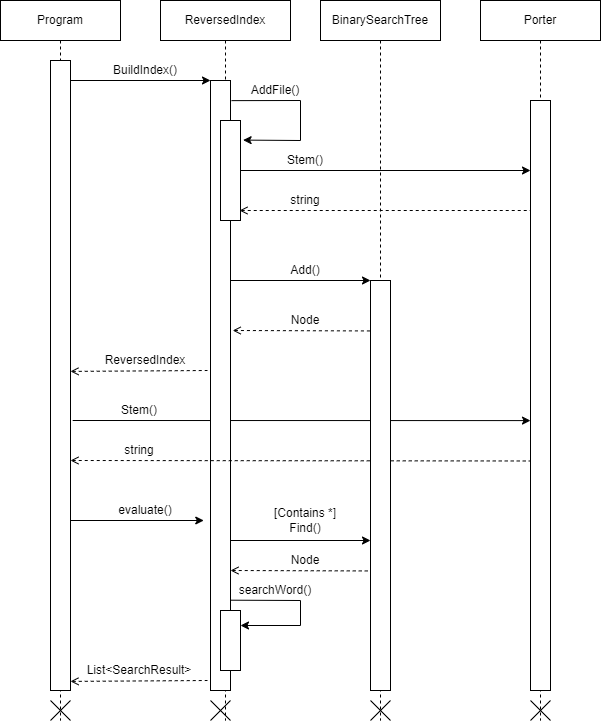 Program
ReversedIndex
BinarySearchTree
Porter
BuildIndex()
AddFile()
Stem()
string
Add()
Node
ReversedIndex
Stem()
string
evaluate()
[Contains *]
Find()
Node
searchWord()
List<SearchResult>